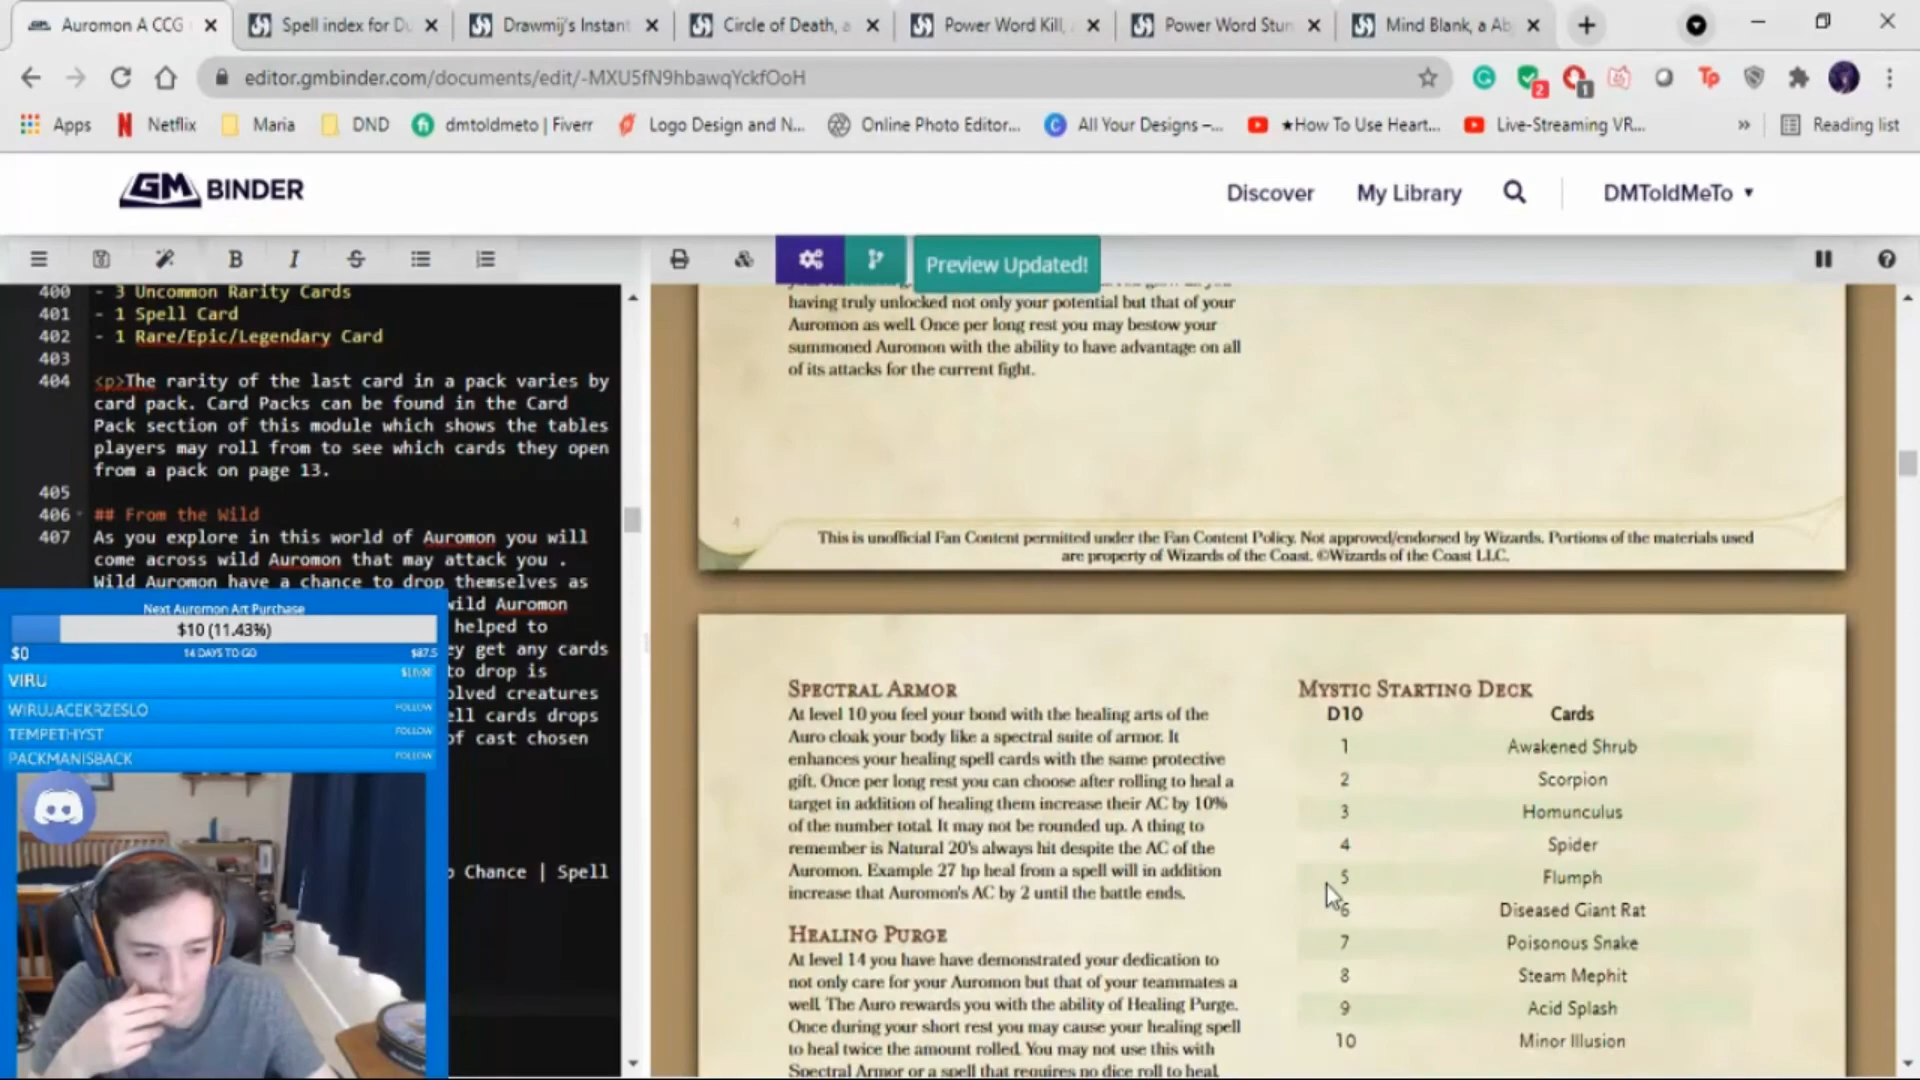 Auromon A CCG
Spell index for Du
Drawmij's Instant
Circle of Death, a
Power Word Kill,
Power Word Stun
Mind Blank, a Ab
editor.gmbinder.com/documents/edit/-MXU5fN9hbawqYckfOoH
2
1
Tp
Apps
Netflix
Maria
DND
dmtoldmeto | Fiverr
Logo Design and N...
Online Photo Editor...
All Your Designs –...
★How To Use Heart...
Live-Streaming VR...
»
Reading list
GM BINDER
Discover
My Library
DMToldMeTo
B I S
Preview Updated!
400 - 3 Uncommon Rarity Cards
401 - 1 Spell Card
402 - 1 Rare/Epic/Legendary Card
403
404 <p>The rarity of the last card in a pack varies by
card pack. Card Packs can be found in the Card
Pack section of this module which shows the tables
players may roll from to see which cards they open
from a pack on page 13.
405
406 ## From the Wild
407 As you explore in this world of Auromon you will
come across wild Auromon that may attack you .
Wild Auromon have a chance to drop themselves as
wild Auromon
helped to
ey get any cards
to drop is
olved creatures
ell cards drops
of cast chosen
p Chance | Spell
Next Auromon Art Purchase
$10 (11.43%)
$0
14 DAYS TO GO
$87.5
VIRU
WIRUJACEKRZESLO
FOLLOW
TEMPETHYST
FOLLOW
PACKMANISBACK
FOLLOW
having truly unlocked not only your potential but that of your
Auromon as well. Once per long rest you may bestow your
summoned Auromon with the ability to have advantage on all
of its attacks for the current fight.
4
This is unofficial Fan Content permitted under the Fan Content Policy. Not approved/endorsed by Wizards. Portions of the materials used
are property of Wizards of the Coast. ©Wizards of the Coast LLC.
SPECTRAL ARMOR
At level 10 you feel your bond with the healing arts of the
Auro cloak your body like a spectral suite of armor. It
enhances your healing spell cards with the same protective
gift. Once per long rest you can choose after rolling to heal a
target in addition of healing them increase their AC by 10%
of the number total. It may not be rounded up. A thing to
remember is Natural 20's always hit despite the AC of the
Auromon. Example 27 hp heal from a spell will in addition
increase that Auromon's AC by 2 until the battle ends.
HEALING PURGE
At level 14 you have have demonstrated your dedication to
not only care for your Auromon but that of your teammates a
well. The Auro rewards you with the ability of Healing Purge.
Once during your short rest you may cause your healing spell
to heal twice the amount rolled. You may not use this with
Spectral Armor or a spell that requires no dice roll to heal.
MYSTIC STARTING DECK
D10 Cards
1 Awakened Shrub
2 Scorpion
3 Homunculus
4 Spider
5 Flumph
6 Diseased Giant Rat
7 Poisonous Snake
8 Steam Mephit
9 Acid Splash
10 Minor Illusion